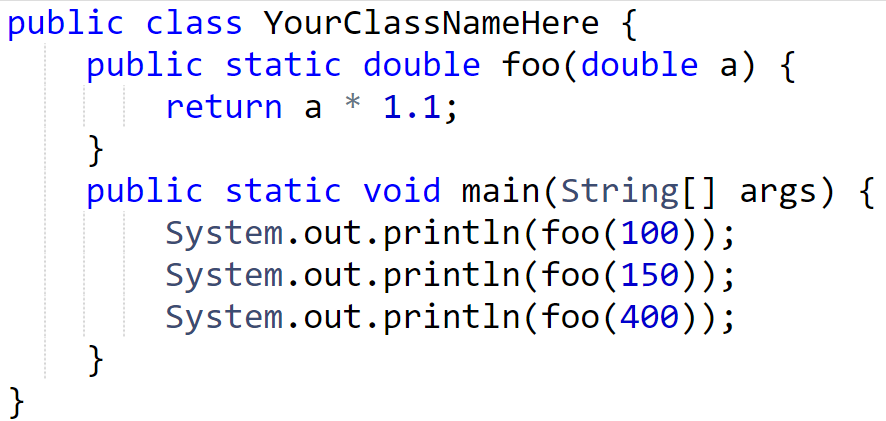 public class YourClassNameHere {
    public static double foo(double a) {
        return a * 1.1;
    }
    public static void main(String[] args) {
        System.out.println(foo(100));
        System.out.println(foo(150));
        System.out.println(foo(400));
    }
}